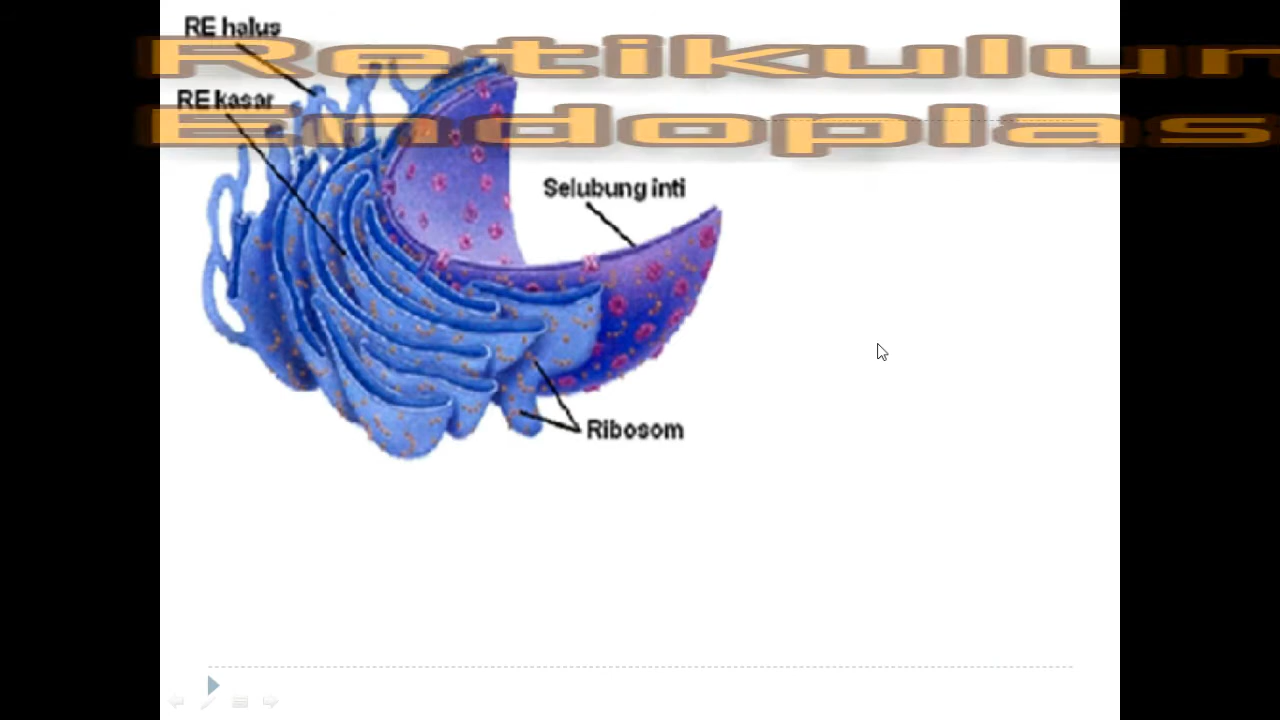 RE halus
Retikulum
RE kasar
Endoplas
Selubung inti
Ribosom